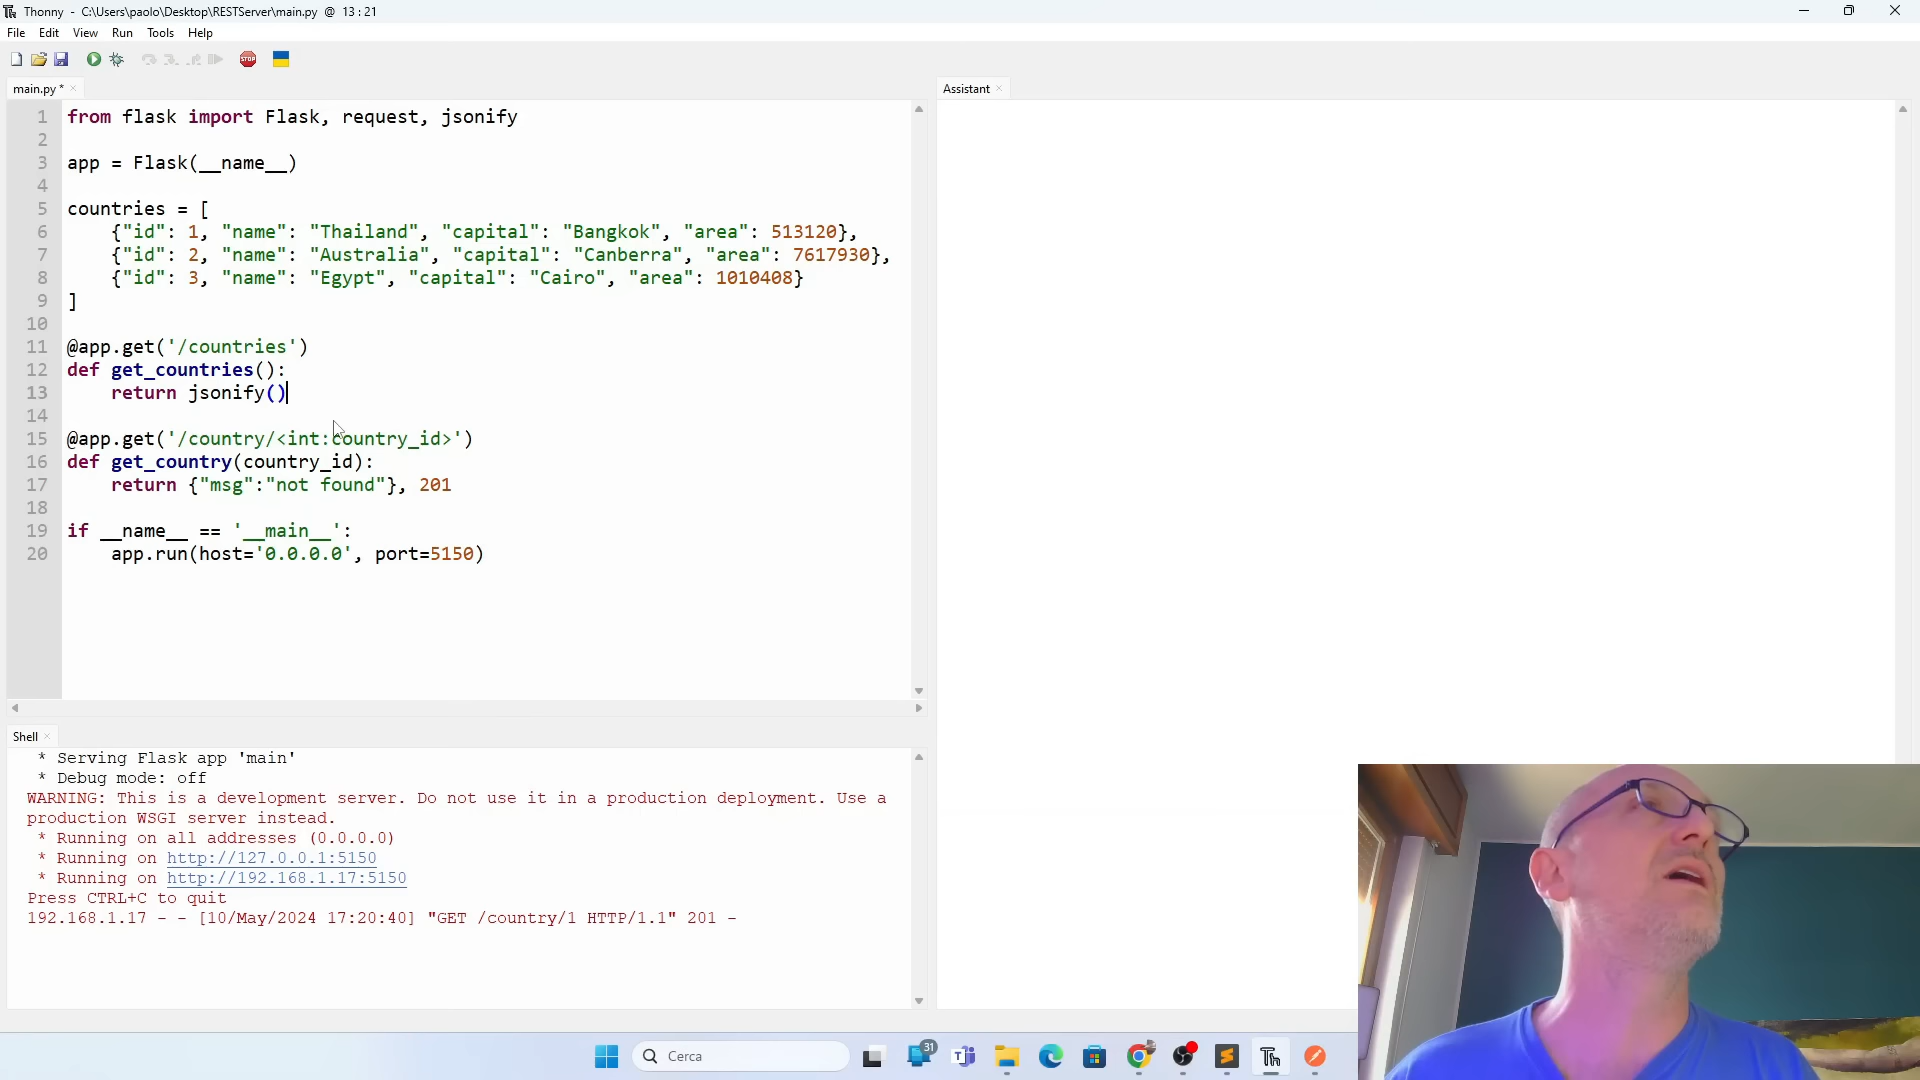 Thonny - C:\Users\paolo\Desktop\RESTServer\main.py @ 13 : 21
File Edit View Run Tools Help
STOP
main.py * ×
Assistant ×
1 from flask import Flask, request, jsonify
2
3 app = Flask(__name__)
4
5 countries = [
6 {"id": 1, "name": "Thailand", "capital": "Bangkok", "area": 513120},
7 {"id": 2, "name": "Australia", "capital": "Canberra", "area": 7617930},
8 {"id": 3, "name": "Egypt", "capital": "Cairo", "area": 1010408}
9 ]
10
11 @app.get('/countries')
12 def get_countries():
13 return jsonify()
14
15 @app.get('/country/<int:country_id>')
16 def get_country(country_id):
17 return {"msg":"not found"}, 201
18
19 if __name__ == '__main__':
20 app.run(host='0.0.0.0', port=5150)
Shell ×
* Serving Flask app 'main'
* Debug mode: off
WARNING: This is a development server. Do not use it in a production deployment. Use a
production WSGI server instead.
* Running on all addresses (0.0.0.0)
* Running on http://127.0.0.1:5150
* Running on http://192.168.1.17:5150
Press CTRL+C to quit
192.168.1.17 - - [10/May/2024 17:20:40] "GET /country/1 HTTP/1.1" 201 -
Cerca
31